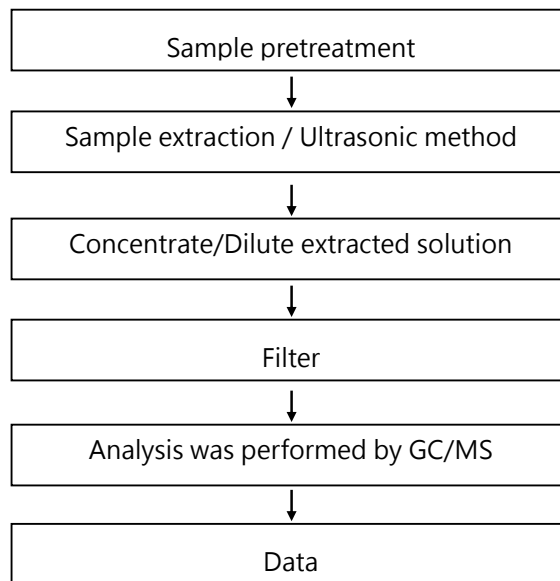 Sample pretreatment
Sample extraction / Ultrasonic method
Concentrate/Dilute extracted solution
Filter
Analysis was performed by GC/MS
Data